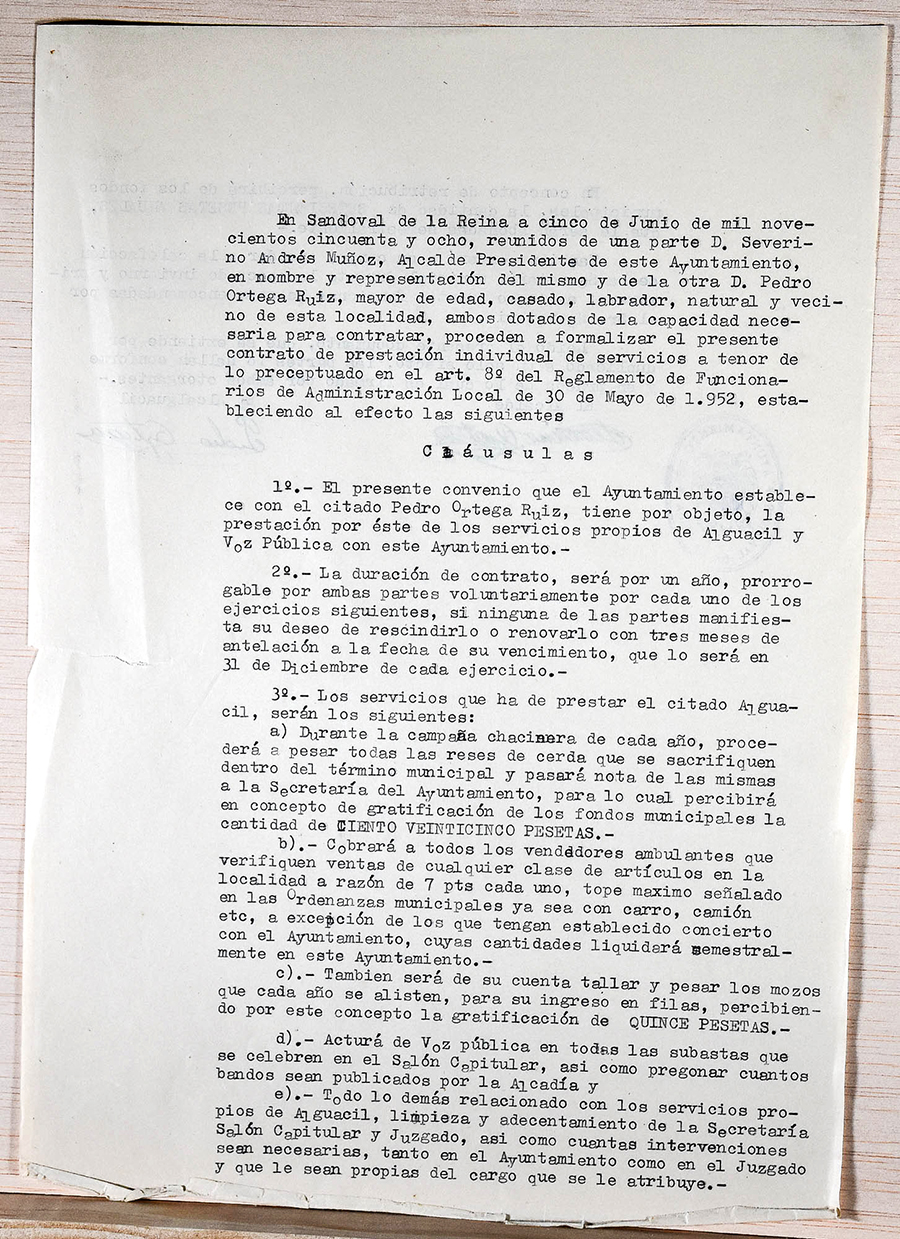 En Sandoval de la Reina a cinco de Junio de mil nove-
cientos cincuenta y ocho, reunidos de una parte D. Severi-
no Andrés Muñoz, Alcalde Presidente de este Ayuntamiento,
en nombre y representación del mismo y de la otra D. Pedro
Ortega Ruiz, mayor de edad, casado, labrador, natural y veci-
no de esta localidad, ambos dotados de la capacidad nece-
saria para contratar, proceden a formalizar el presente
contrato de prestación individual de servicios a tenor de
lo preceptuado en el art. 8º del Reglamento de Funciona-
rios de Administración Local de 30 de Mayo de 1.952, esta-
bleciendo al efecto las siguientes
Cláusulas
1º.- El presente convenio que el Ayuntamiento estable-
ce con el citado Pedro Ortega Ruiz, tiene por objeto, la
prestación por éste de los servicios propios de Alguacil y
Voz Pública con este Ayuntamiento.-
2º.- La duración de contrato, será por un año, prorro-
gable por ambas partes voluntariamente por cada uno de los
ejercicios siguientes, si ninguna de las partes manifies-
ta su deseo de rescindirlo o renovarlo con tres meses de
antelación a la fecha de su vencimiento, que lo será en
31 de Diciembre de cada ejercicio.-
3º.- Los servicios que ha de prestar el citado Algua-
cil, serán los siguientes:
a) Durante la campaña chacinera de cada año, proce-
derá a pesar todas las reses de cerda que se sacrifiquen
dentro del término municipal y pasará nota de las mismas
a la Secretaría del Ayuntamiento, para lo cual percibirá
en concepto de gratificación de los fondos municipales la
cantidad de CIENTO VEINTICINCO PESETAS.-
b).- Cobrará a todos los vendedores ambulantes que
verifiquen ventas de cualquier clase de artículos en la
localidad a razón de 7 pts cada uno, tope maximo señalado
en las Ordenanzas municipales ya sea con carro, camión
etc, a excepción de los que tengan establecido concierto
con el Ayuntamiento, cuyas cantidades liquidará semestral-
mente en este Ayuntamiento.-
c).- Tambien será de su cuenta tallar y pesar los mozos
que cada año se alisten, para su ingreso en filas, percibien-
do por este concepto la gratificación de QUINCE PESETAS.-
d).- Acturá de Voz pública en todas las subastas que
se celebren en el Salón Capitular, asi como pregonar cuantos
bandos sean publicados por la Alcadía y
e).- Todo lo demás relacionado con los servicios pro-
pios de Alguacil, limpieza y adecentamiento de la Secretaría
Salón Capitular y Juzgado, asi como cuantas intervenciones
sean necesarias, tanto en el Ayuntamiento como en el Juzgado
y que le sean propias del cargo que se le atribuye.-